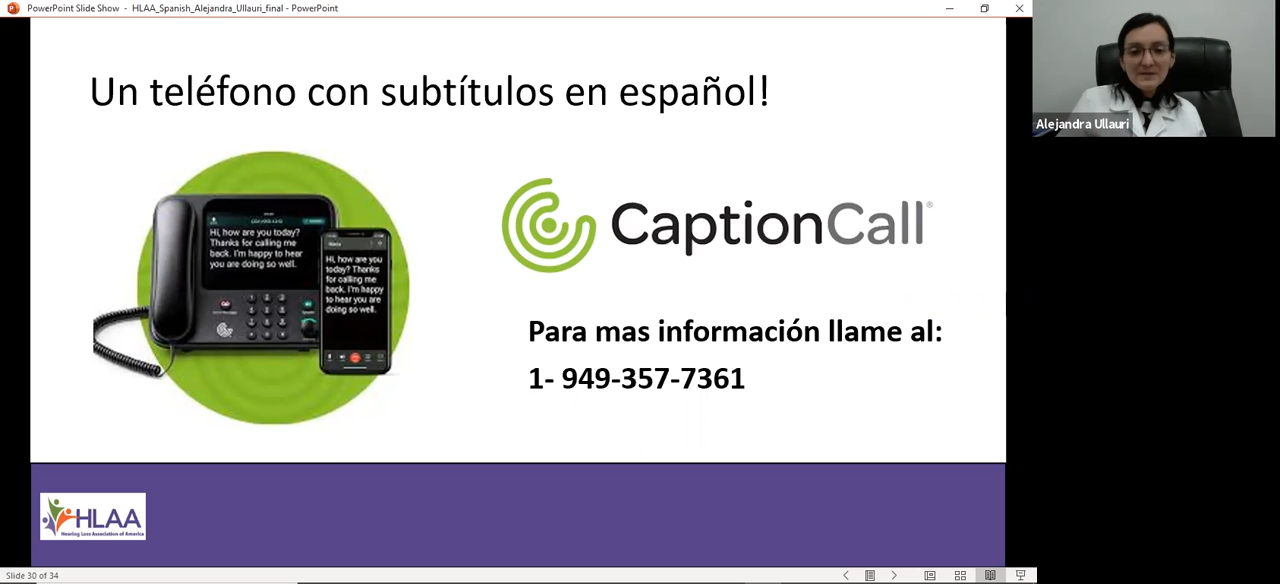 PowerPoint Slide Show - HLAA_Spanish_Alejandra_Ullauri_final - PowerPoint
Alejandra Ullauri
Un teléfono con subtítulos en español!
Hi, how are you today?
Thanks for calling me
back. I'm happy to hear
you are doing so well.
Hi, how are you
today? Thanks
for calling me
back. I'm happy
to hear you are
doing so well.
CaptionCall®
Para mas información llame al:
1- 949-357-7361
HLAA
Hearing Loss Association of America
Slide 30 of 34